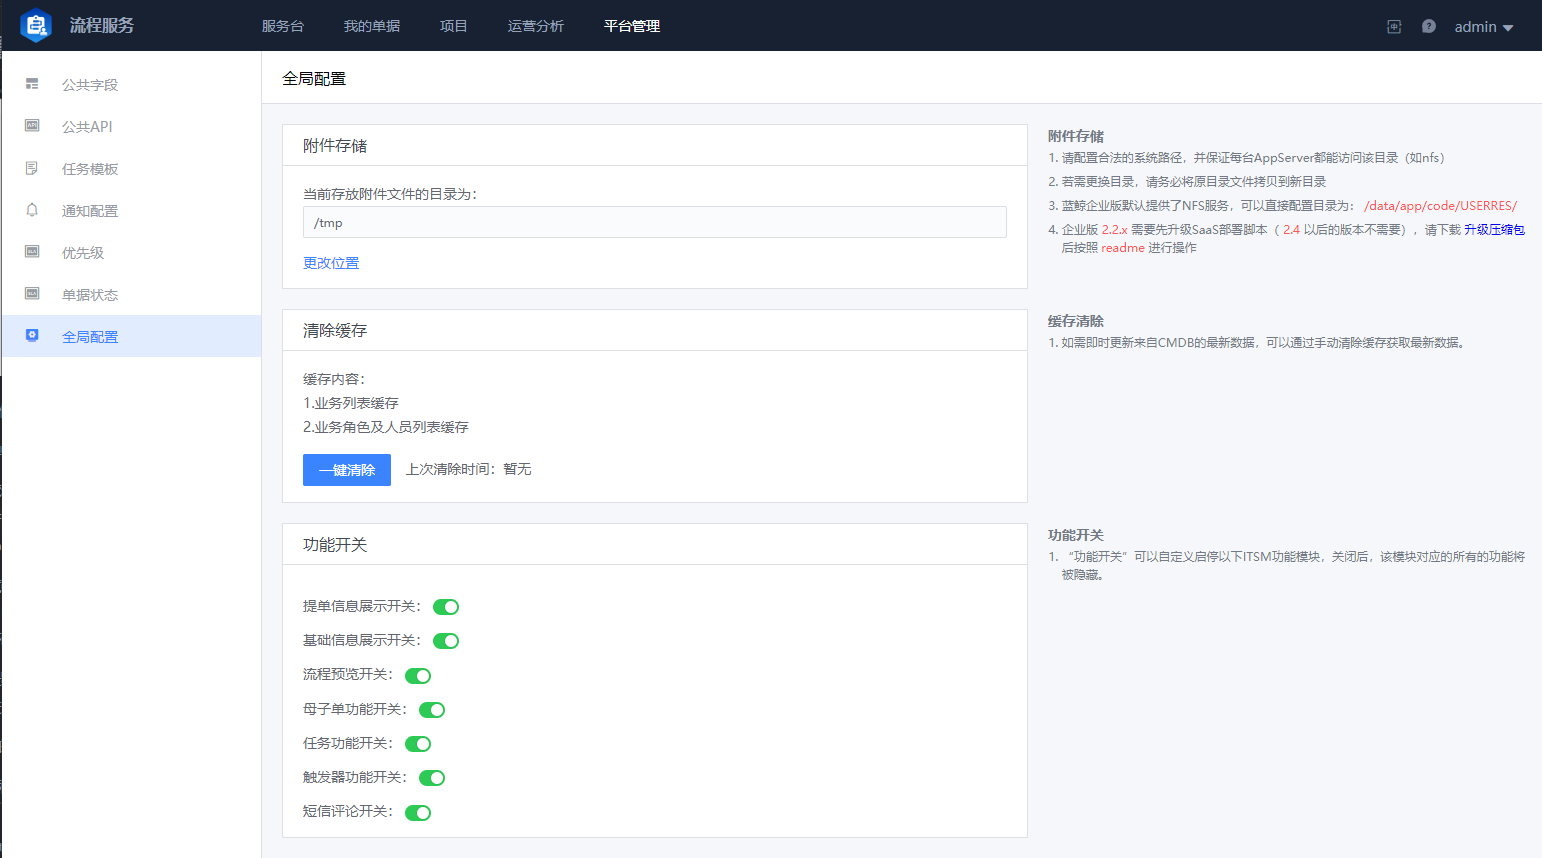 流程服务
服务台
我的单据
项目
运营分析
平台管理
admin
公共字段
公共API
任务模板
通知配置
优先级
单据状态
全局配置
全局配置
附件存储
当前存放附件文件的目录为：
/tmp
更改位置
附件存储
1. 请配置合法的系统路径，并保证每台AppServer都能访问该目录（如nfs）
2. 若需更换目录，请务必将原目录文件拷贝到新目录
3. 蓝鲸企业版默认提供了NFS服务，可以直接配置目录为： /data/app/code/USERRES/
4. 企业版 2.2.x 需要先升级SaaS部署脚本（ 2.4 以后的版本不需要），请下载 升级压缩包
后按照 readme 进行操作
清除缓存
缓存内容：
1.业务列表缓存
2.业务角色及人员列表缓存
一键清除
上次清除时间：暂无
缓存清除
1. 如需即时更新来自CMDB的最新数据，可以通过手动清除缓存获取最新数据。
功能开关
提单信息展示开关：
基础信息展示开关：
流程预览开关：
母子单功能开关：
任务功能开关：
触发器功能开关：
短信评论开关：
功能开关
1. “功能开关”可以自定义启停以下ITSM功能模块，关闭后，该模块对应的所有的功能将
被隐藏。